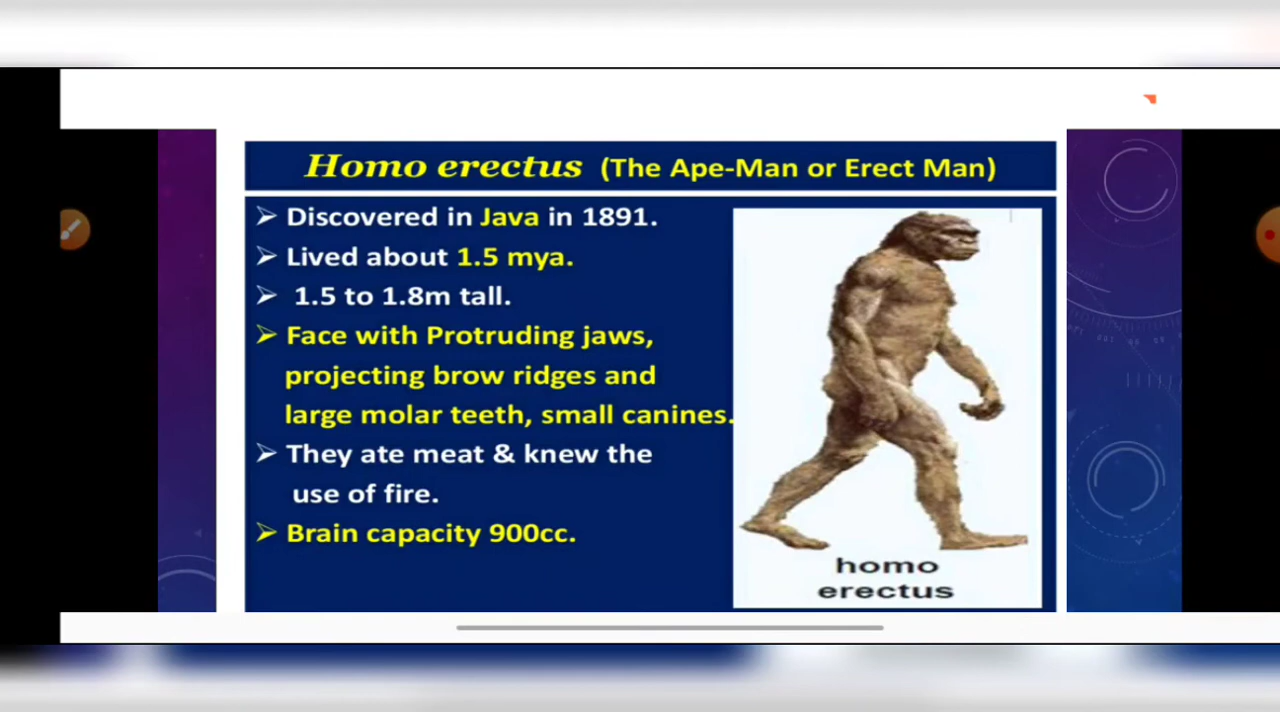 Homo erectus (The Ape-Man or Erect Man)
➢ Discovered in Java in 1891.
➢ Lived about 1.5 mya.
➢ 1.5 to 1.8m tall.
➢ Face with Protruding jaws,
projecting brow ridges and
large molar teeth, small canines.
➢ They ate meat & knew the
use of fire.
➢ Brain capacity 900cc.
homo
erectus